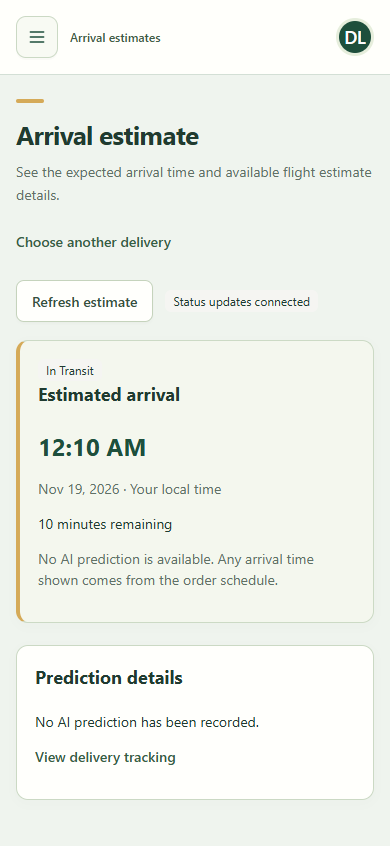 Arrival estimates
DL
Arrival estimate
See the expected arrival time and available flight estimate
details.
Choose another delivery
Refresh estimate
Status updates connected
In Transit
Estimated arrival
12:10 AM
Nov 19, 2026 · Your local time
10 minutes remaining
No AI prediction is available. Any arrival time
shown comes from the order schedule.
Prediction details
No AI prediction has been recorded.
View delivery tracking